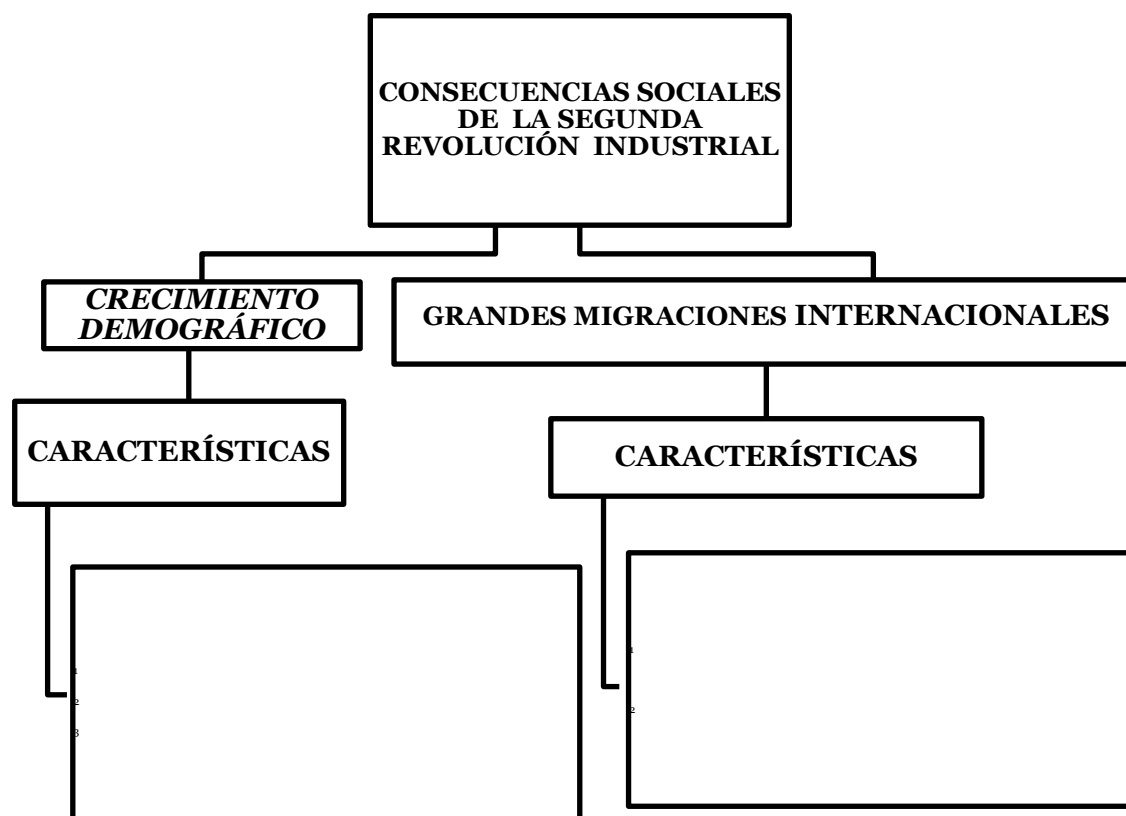 CONSECUENCIAS SOCIALES
DE LA SEGUNDA
REVOLUCIÓN INDUSTRIAL
CRECIMIENTO
DEMOGRÁFICO
GRANDES MIGRACIONES INTERNACIONALES
CARACTERÍSTICAS
CARACTERÍSTICAS
1
2
3
1
2